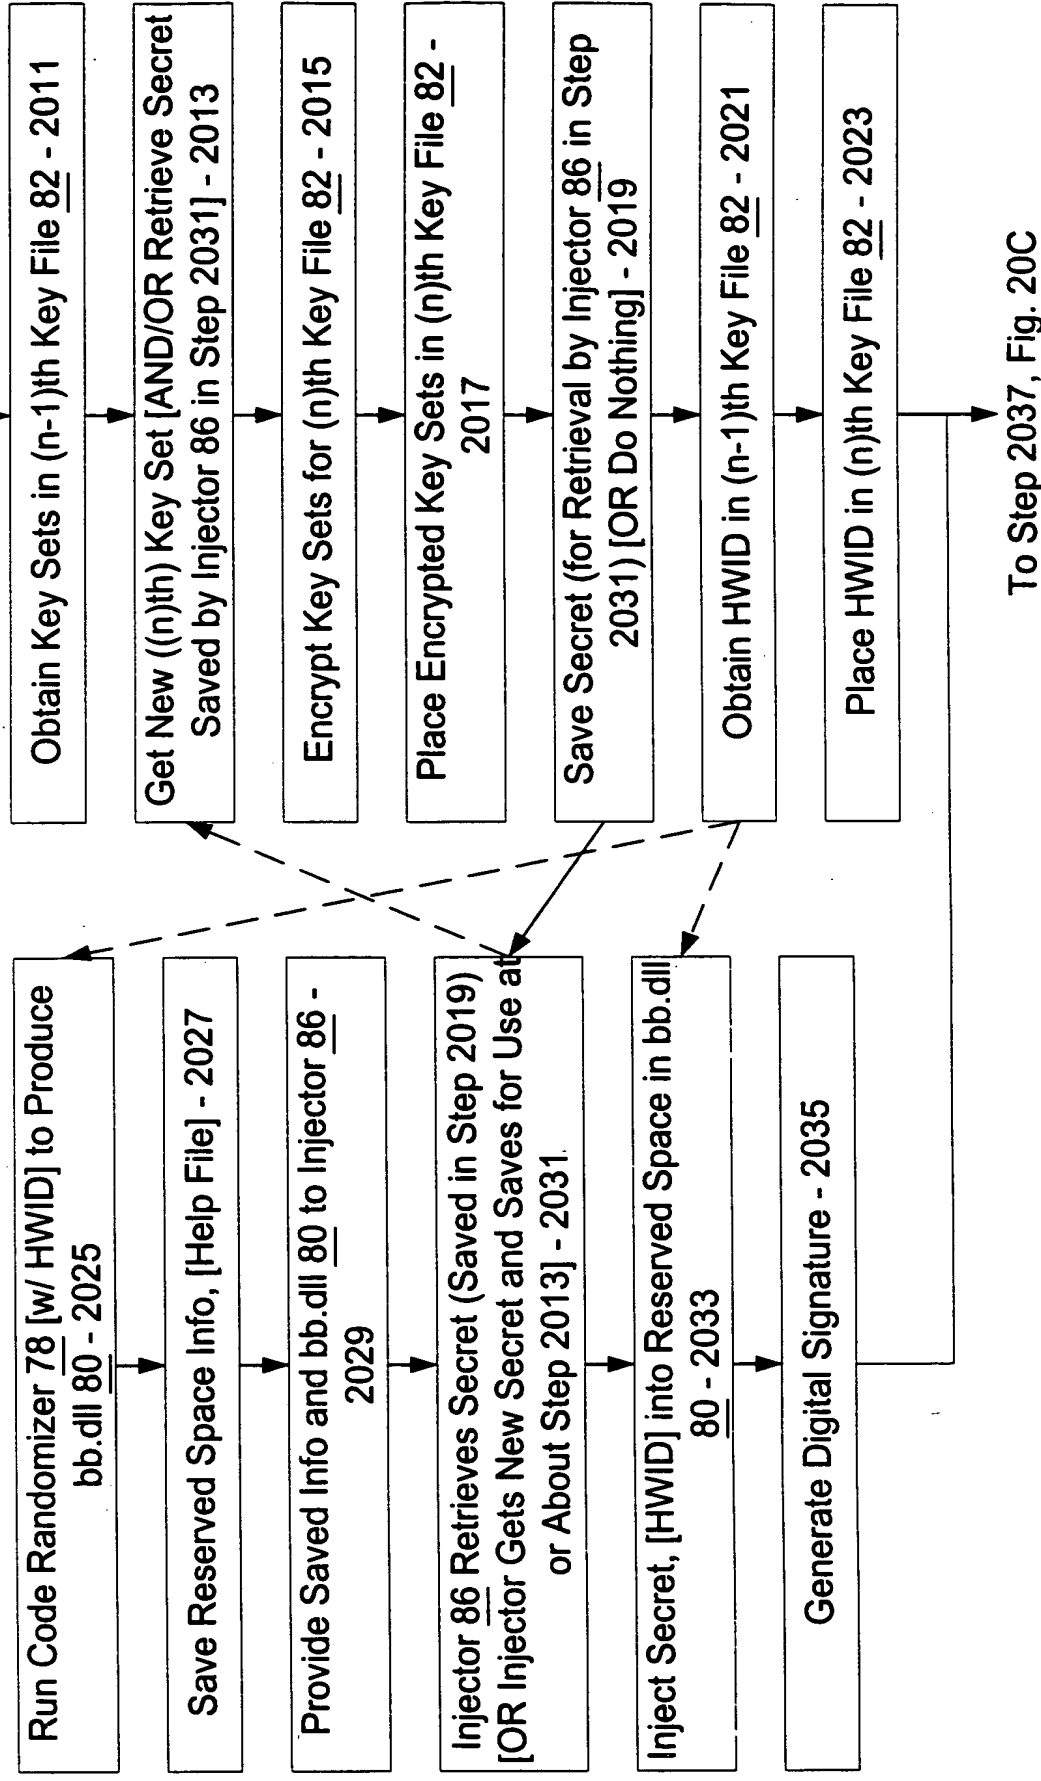 Run Code Randomizer 78 [w/ HWID] to Produce
bb.dll 80 - 2025
Save Reserved Space Info, [Help File] - 2027
Provide Saved Info and bb.dll 80 to Injector 86 -
2029
Injector 86 Retrieves Secret (Saved in Step 2019)
[OR Injector Gets New Secret and Saves for Use at
or About Step 2013] - 2031
Inject Secret, [HWID] into Reserved Space in bb.dll
80 - 2033
Generate Digital Signature - 2035
Obtain Key Sets in (n-1)th Key File 82 - 2011
Get New ((n)th) Key Set [AND/OR Retrieve Secret
Saved by Injector 86 in Step 2031] - 2013
Encrypt Key Sets for (n)th Key File 82 - 2015
Place Encrypted Key Sets in (n)th Key File 82 -
2017
Save Secret (for Retrieval by Injector 86 in Step
2031) [OR Do Nothing] - 2019
Obtain HWID in (n-1)th Key File 82 - 2021
Place HWID in (n)th Key File 82 - 2023
To Step 2037, Fig. 20C